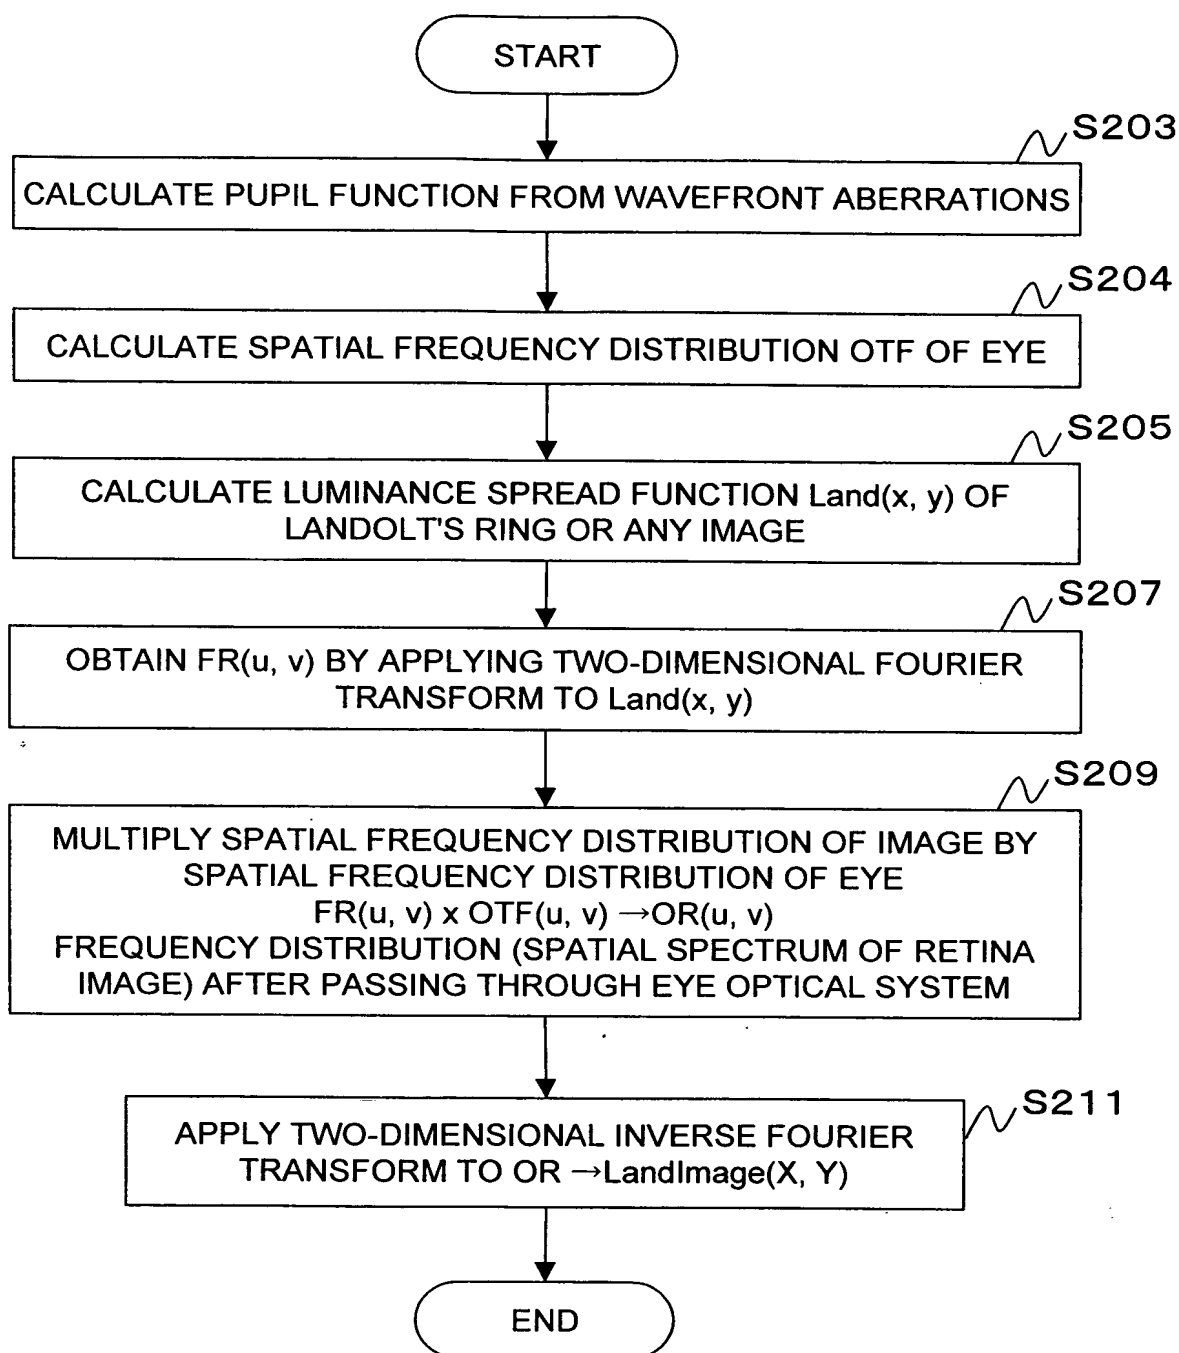 START
S203
CALCULATE PUPIL FUNCTION FROM WAVEFRONT ABERRATIONS
S204
CALCULATE SPATIAL FREQUENCY DISTRIBUTION OTF OF EYE
S205
CALCULATE LUMINANCE SPREAD FUNCTION Land(x, y) OF
LANDOLT'S RING OR ANY IMAGE
S207
OBTAIN FR(u, v) BY APPLYING TWO-DIMENSIONAL FOURIER
TRANSFORM TO Land(x, y)
S209
MULTIPLY SPATIAL FREQUENCY DISTRIBUTION OF IMAGE BY
SPATIAL FREQUENCY DISTRIBUTION OF EYE
FR(u, v) x OTF(u, v) →OR(u, v)
FREQUENCY DISTRIBUTION (SPATIAL SPECTRUM OF RETINA
IMAGE) AFTER PASSING THROUGH EYE OPTICAL SYSTEM
S211
APPLY TWO-DIMENSIONAL INVERSE FOURIER
TRANSFORM TO OR →LandImage(X, Y)
END